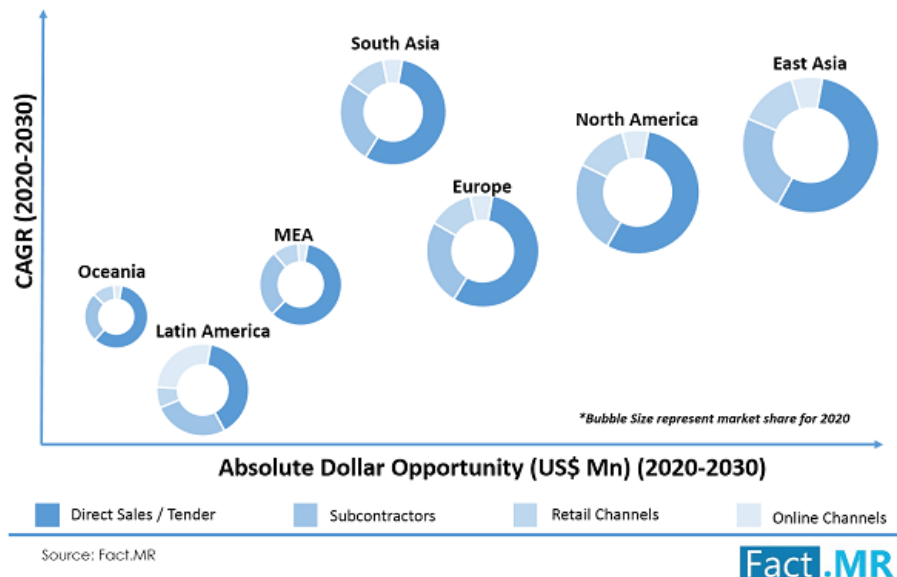 South Asia
East Asia
North America
Europe
MEA
Oceania
Latin America
CAGR (2020-2030)
*Bubble Size represent market share for 2020
Absolute Dollar Opportunity (US$ Mn) (2020-2030)
Direct Sales / Tender
Subcontractors
Retail Channels
Online Channels
Source: Fact.MR
Fact.MR